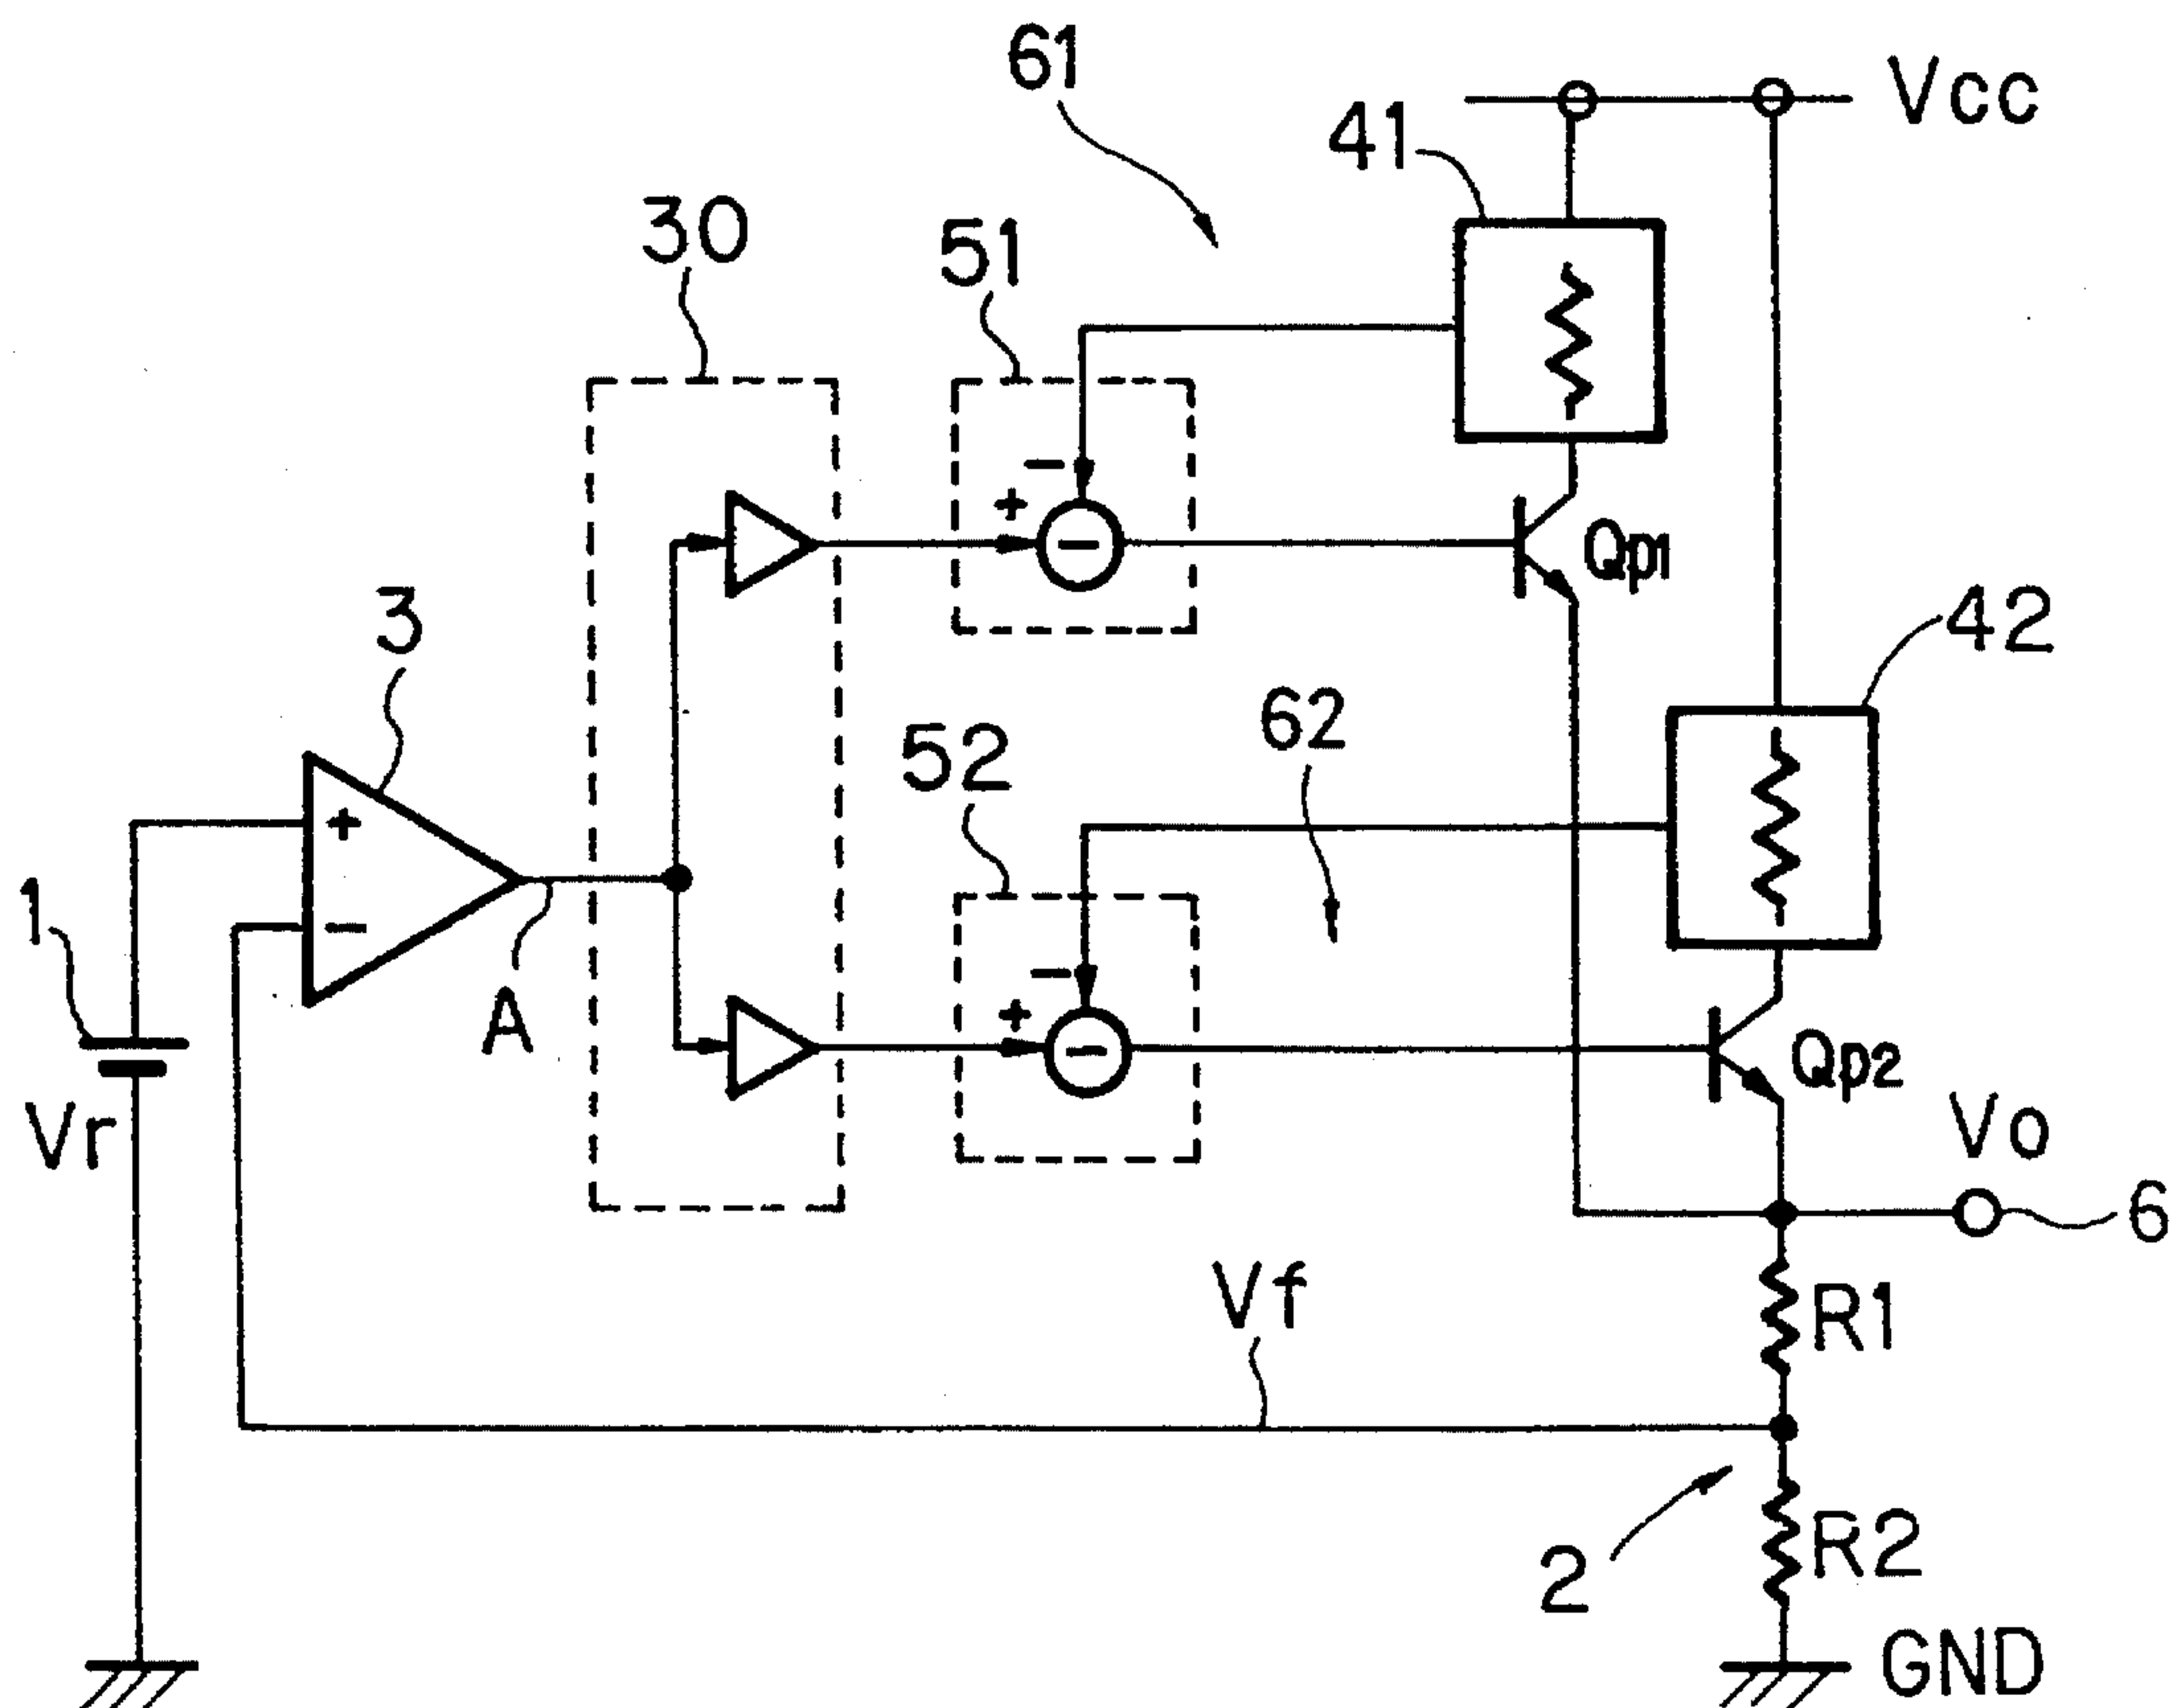 61
Vcc
41
30
51
Qp1
3
42
62
52
+
-
+
-
1
A
+
-
Qp2
Vr
Vo
6
Vf
R1
2
R2
GND